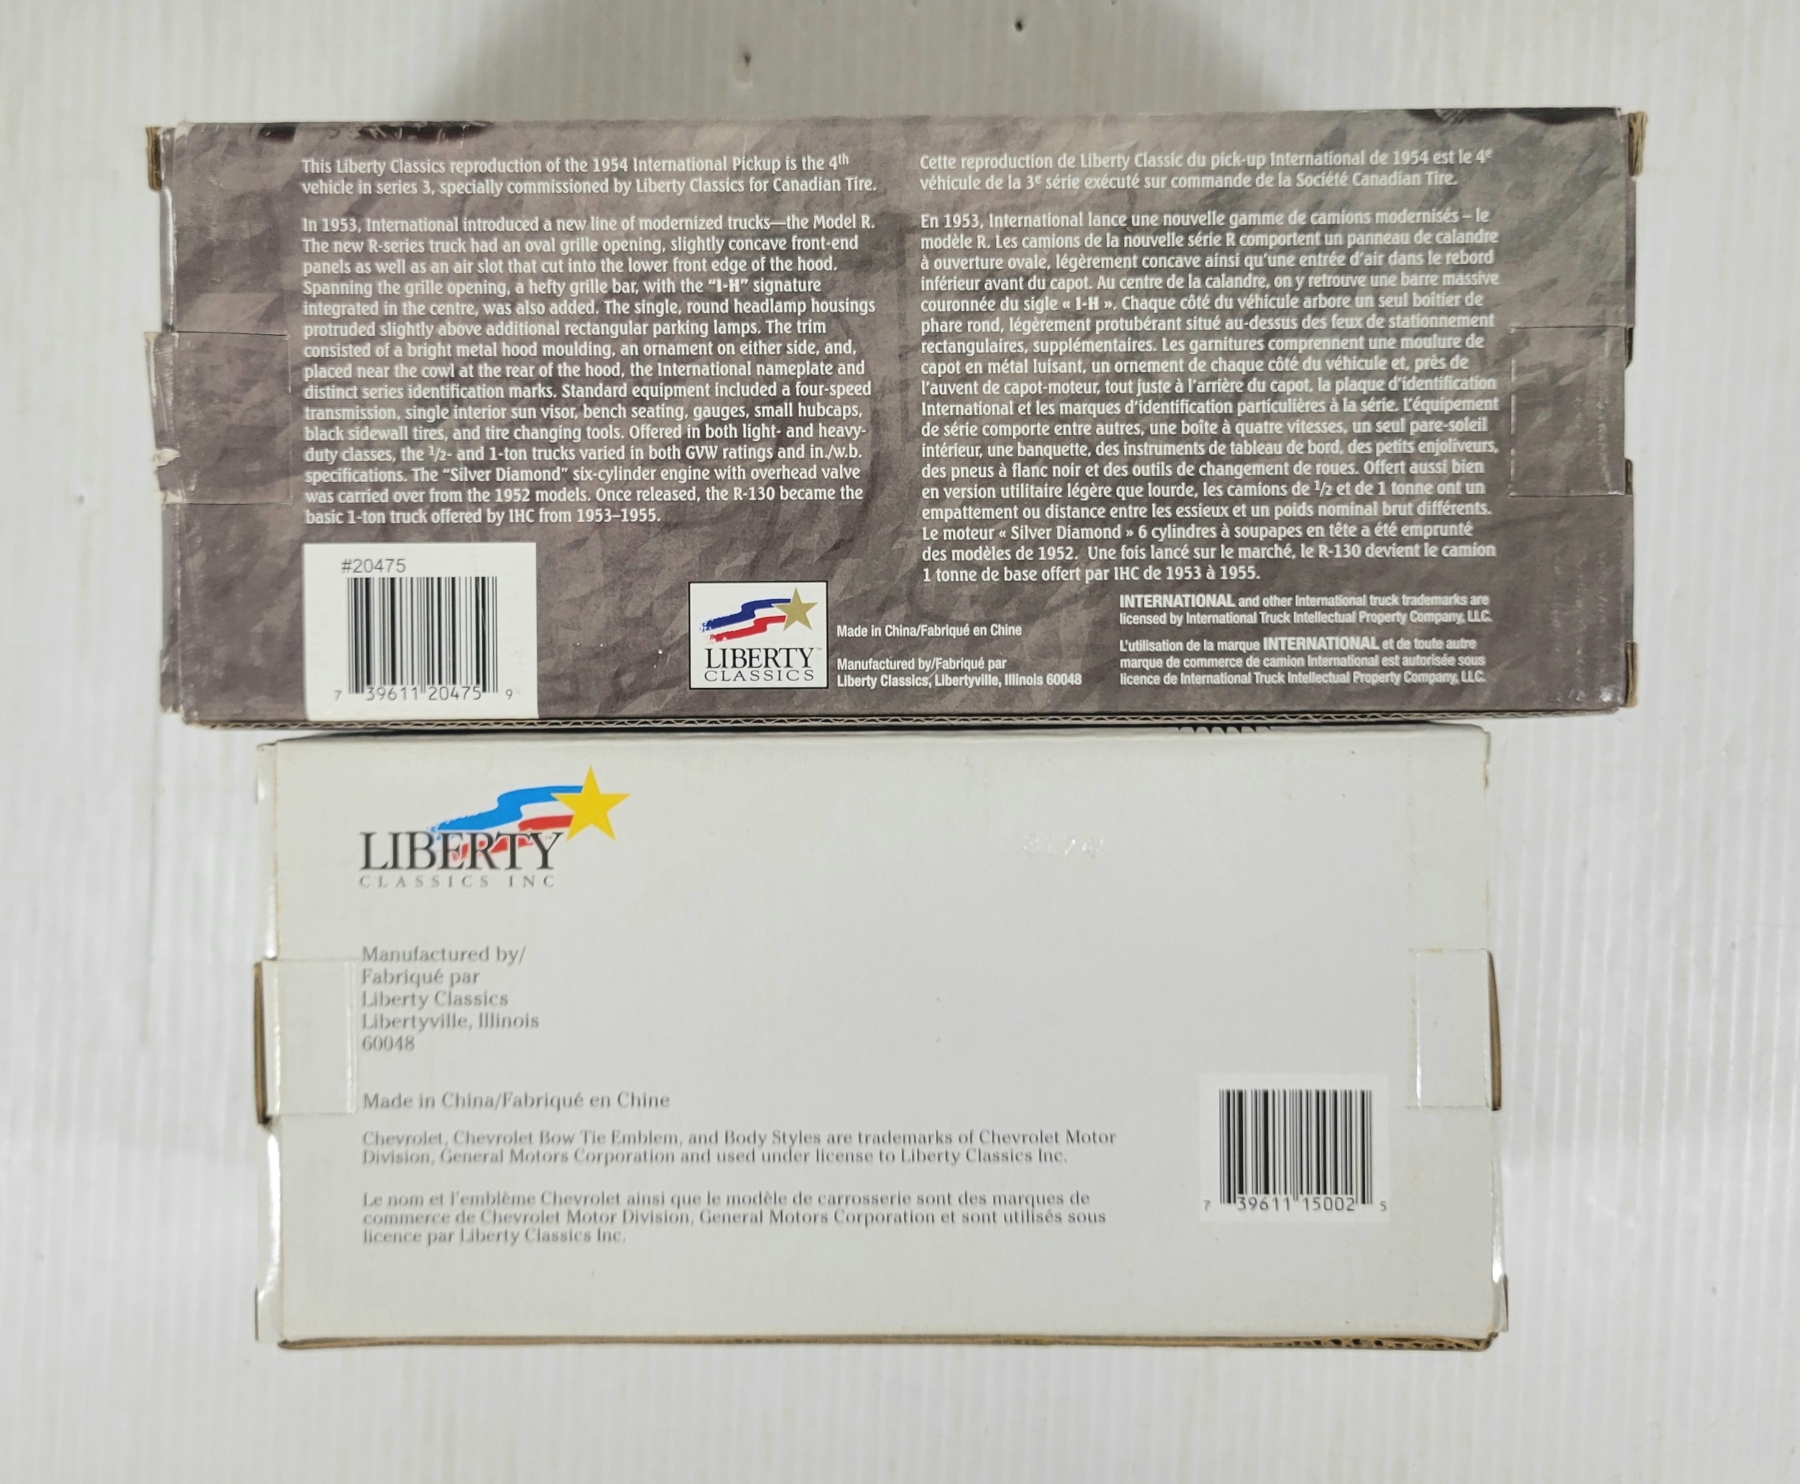 This Liberty Classics reproduction of the 1954 International Pickup is the 4th
vehicle in series 3, specially commissioned by Liberty Classics for Canadian Tire.
In 1953, International introduced a new line of modernized trucks—the Model R.
The new R-series truck had an oval grille opening, slightly concave front-end
panels as well as an air slot that cut into the lower front edge of the hood.
Spanning the grille opening, a hefty grille bar, with the "I-H" signature
integrated in the centre, was also added. The single, round headlamp housings
protruded slightly above additional rectangular parking lamps. The trim
consisted of a bright metal hood moulding, an ornament on either side, and,
placed near the cowl at the rear of the hood, the International nameplate and
distinct series identification marks. Standard equipment included a four-speed
transmission, single interior sun visor, bench seating, gauges, small hubcaps,
black sidewall tires, and tire changing tools. Offered in both light- and heavy-
duty classes, the 1/2- and 1-ton trucks varied in both GVW ratings and in./w.b.
specifications. The "Silver Diamond" six-cylinder engine with overhead valve
was carried over from the 1952 models. Once released, the R-130 became the
basic 1-ton truck offered by IHC from 1953–1955.
Cette reproduction de Liberty Classic du pick-up International de 1954 est le 4e
véhicule de la 3e série exécuté sur commande de la Société Canadian Tire.
En 1953, International lance une nouvelle gamme de camions modernisés – le
modèle R. Les camions de la nouvelle série R comportent un panneau de calandre
à ouverture ovale, légèrement concave ainsi qu'une entrée d'air dans le rebord
inférieur avant du capot. Au centre de la calandre, on y retrouve une barre massive
couronnée du sigle « I-H ». Chaque côté du véhicule arbore un seul boîtier de
phare rond, légèrement protubérant situé au-dessus des feux de stationnement
rectangulaires, supplémentaires. Les garnitures comprennent une moulure de
capot en métal luisant, un ornement de chaque côté du véhicule et, près de
l'auvent de capot-moteur, tout juste à l'arrière du capot, la plaque d'identification
International et les marques d'identification particulières à la série. L'équipement
de série comporte entre autres, une boîte à quatre vitesses, un seul pare-soleil
intérieur, une banquette, des instruments de tableau de bord, des petits enjoliveurs,
des pneus à flanc noir et des outils de changement de roues. Offert aussi bien
en version utilitaire légère que lourde, les camions de 1/2 et de 1 tonne ont un
empattement ou distance entre les essieux et un poids nominal brut différents.
Le moteur « Silver Diamond » 6 cylindres à soupapes en tête a été emprunté
des modèles de 1952. Une fois lancé sur le marché, le R-130 devient le camion
1 tonne de base offert par IHC de 1953 à 1955.
#20475
7 39611 20475 9
LIBERTY™
CLASSICS
Made in China/Fabriqué en Chine
Manufactured by/Fabriqué par
Liberty Classics, Libertyville, Illinois 60048
INTERNATIONAL and other International truck trademarks are
licensed by International Truck Intellectual Property Company, LLC.
L'utilisation de la marque INTERNATIONAL et de toute autre
marque de commerce de camion International est autorisée sous
licence de International Truck Intellectual Property Company, LLC.
LIBERTY
CLASSICS INC
Manufactured by/
Fabriqué par
Liberty Classics
Libertyville, Illinois
60048
Made in China/Fabriqué en Chine
Chevrolet, Chevrolet Bow Tie Emblem, and Body Styles are trademarks of Chevrolet Motor
Division, General Motors Corporation and used under license to Liberty Classics Inc.
Le nom et l'emblème Chevrolet ainsi que le modèle de carrosserie sont des marques de
commerce de Chevrolet Motor Division, General Motors Corporation et sont utilisés sous
licence par Liberty Classics Inc.
7 39611 15002 5